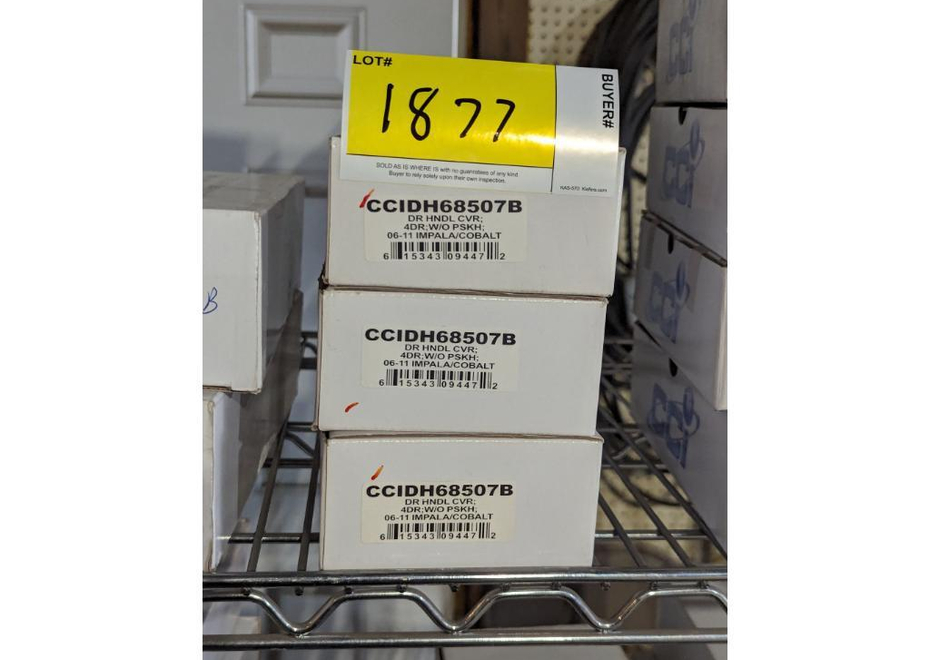 LOT#
1877
BUYER#
SOLD AS IS WHERE IS with no guarantees of any kind.
Buyer to rely solely upon their own inspection.
CCIDH68507B
DR HNDL CVR;
4DR;W/O PSKH;
06-11 IMPALA/COBALT
6 15343 09447 2
CCIDH68507B
DR HNDL CVR;
4DR;W/O PSKH;
06-11 IMPALA/COBALT
6 15343 09447 2
CCIDH68507B
DR HNDL CVR;
4DR;W/O PSKH;
06-11 IMPALA/COBALT
6 15343 09447 2
B
CCI
CCI
CCI